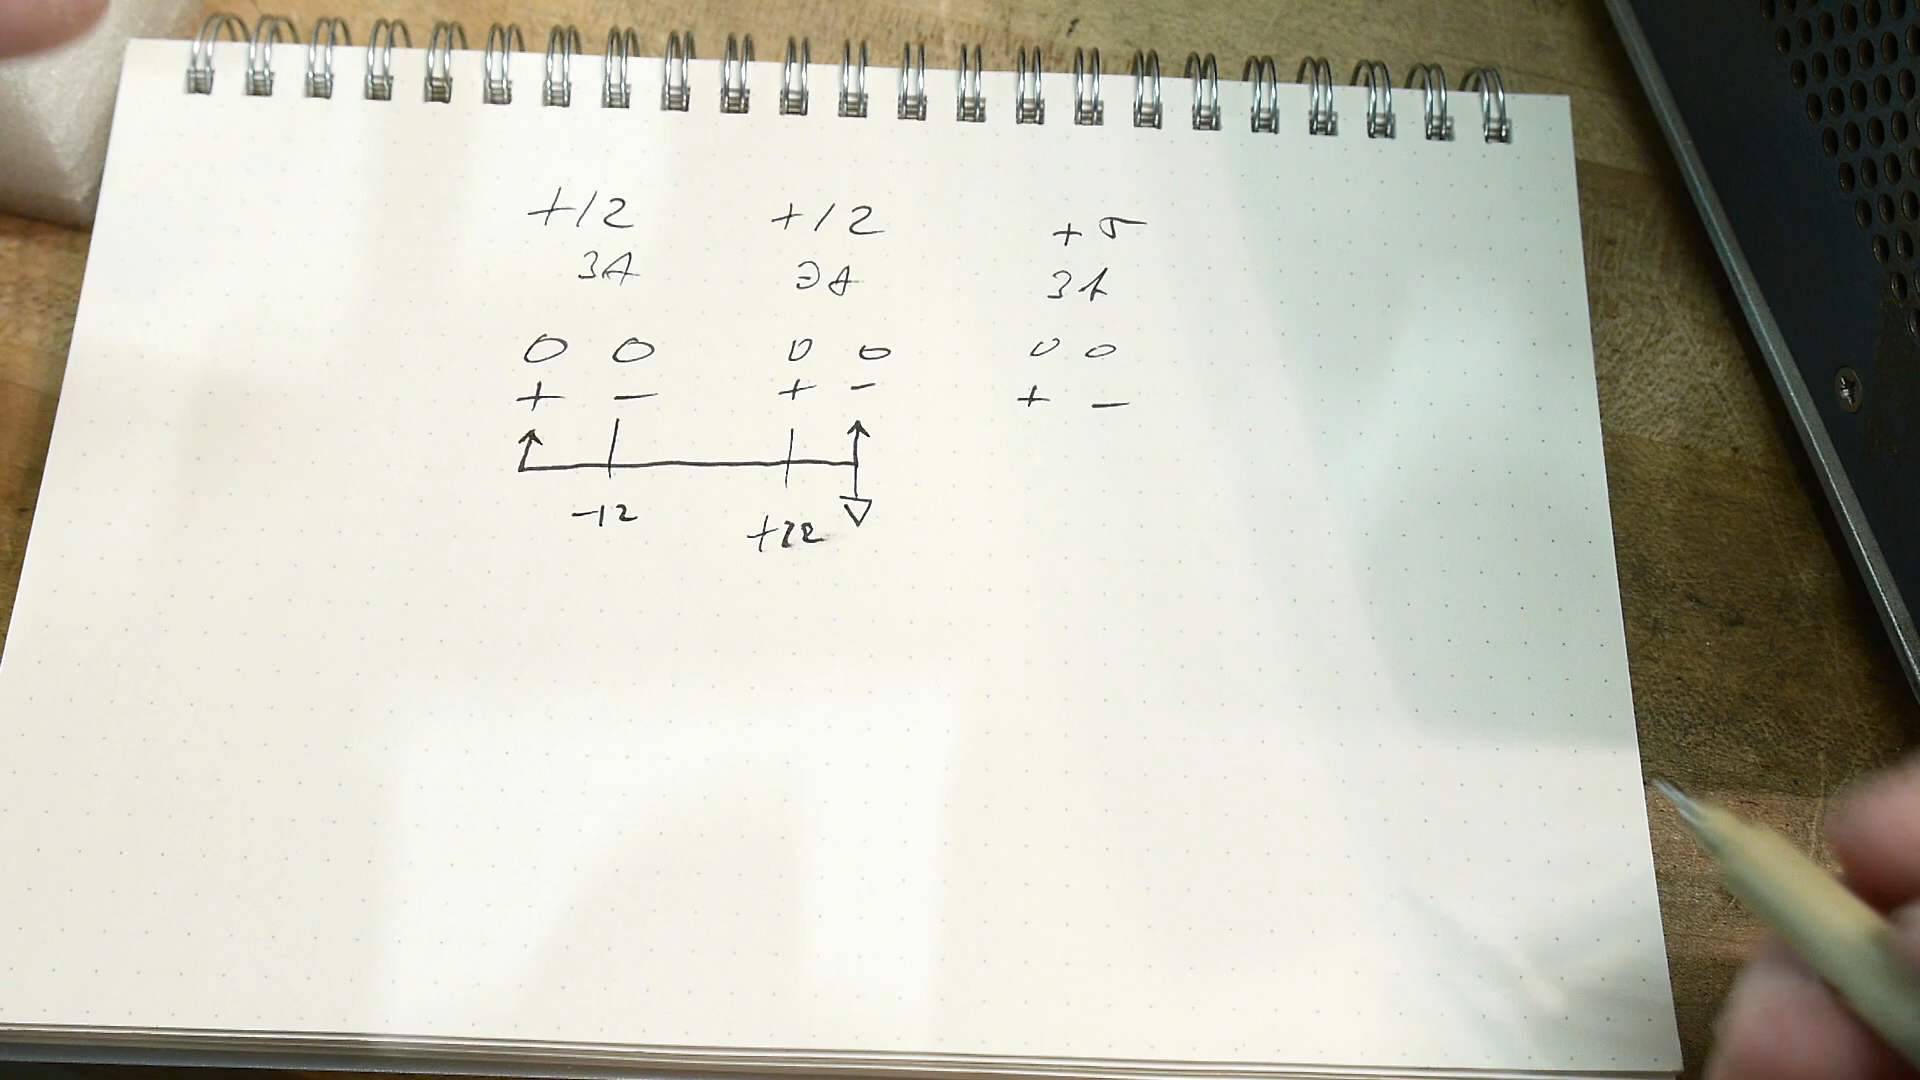 +12 +12 +5
3A 3A 3A
O O O O O O
+ - + - + -
-12
+12